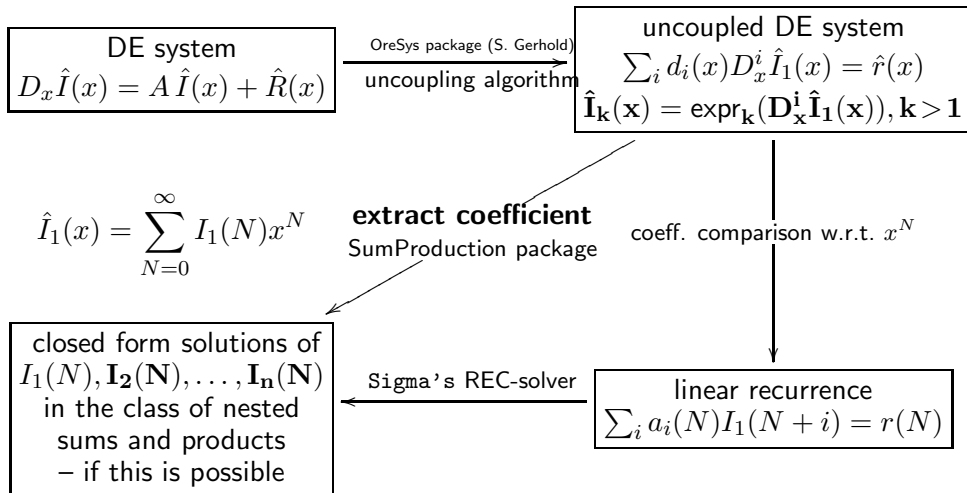 DE system
D_x Î(x) = A Î(x) + R̂(x)
OreSys package (S. Gerhold)
uncoupling algorithm
uncoupled DE system
∑_i d_i(x) D_x^i Î_1(x) = r̂(x)
Î_k(x) = expr_k(D_x^i Î_1(x)), k > 1
Î_1(x) = ∑_{N=0}^{∞} I_1(N) x^N
extract coefficient
SumProduction package
coeff. comparison w.r.t. x^N
closed form solutions of
I_1(N), I_2(N), . . . , I_n(N)
in the class of nested
sums and products
– if this is possible
Sigma's REC-solver
linear recurrence
∑_i a_i(N) I_1(N + i) = r(N)